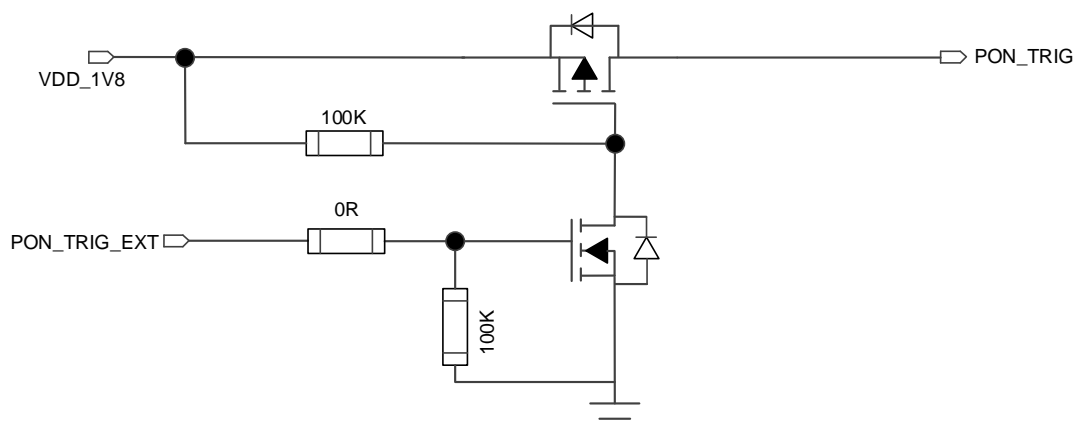 PON_TRIG
VDD_1V8
100K
0R
PON_TRIG_EXT
100K